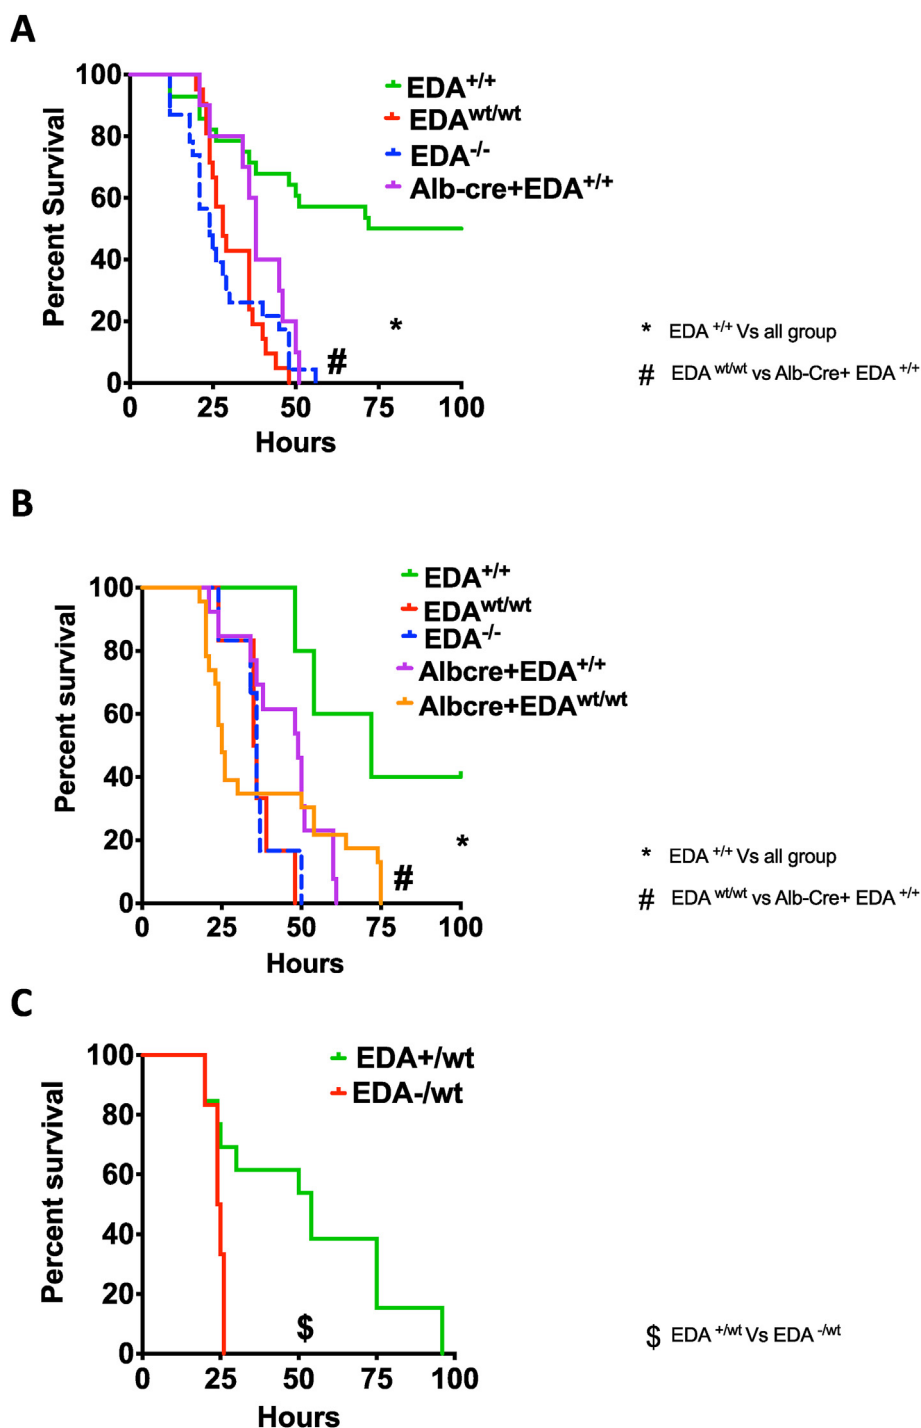 A
100
80
60
40
20
0
Percent Survival
0 25 50 75 100
Hours
EDA+/+
EDAwt/wt
EDA-/-
Alb-cre+EDA+/+
*
#
* EDA +/+ Vs all group
# EDA wt/wt vs Alb-Cre+ EDA +/+
B
100
80
60
40
20
0
Percent survival
0 25 50 75 100
Hours
EDA+/+
EDAwt/wt
EDA-/-
Albcre+EDA+/+
Albcre+EDAwt/wt
*
#
* EDA +/+ Vs all group
# EDA wt/wt vs Alb-Cre+ EDA +/+
C
100
80
60
40
20
0
Percent survival
0 25 50 75 100
Hours
EDA+/wt
EDA-/wt
$
$ EDA +/wt Vs EDA -/wt